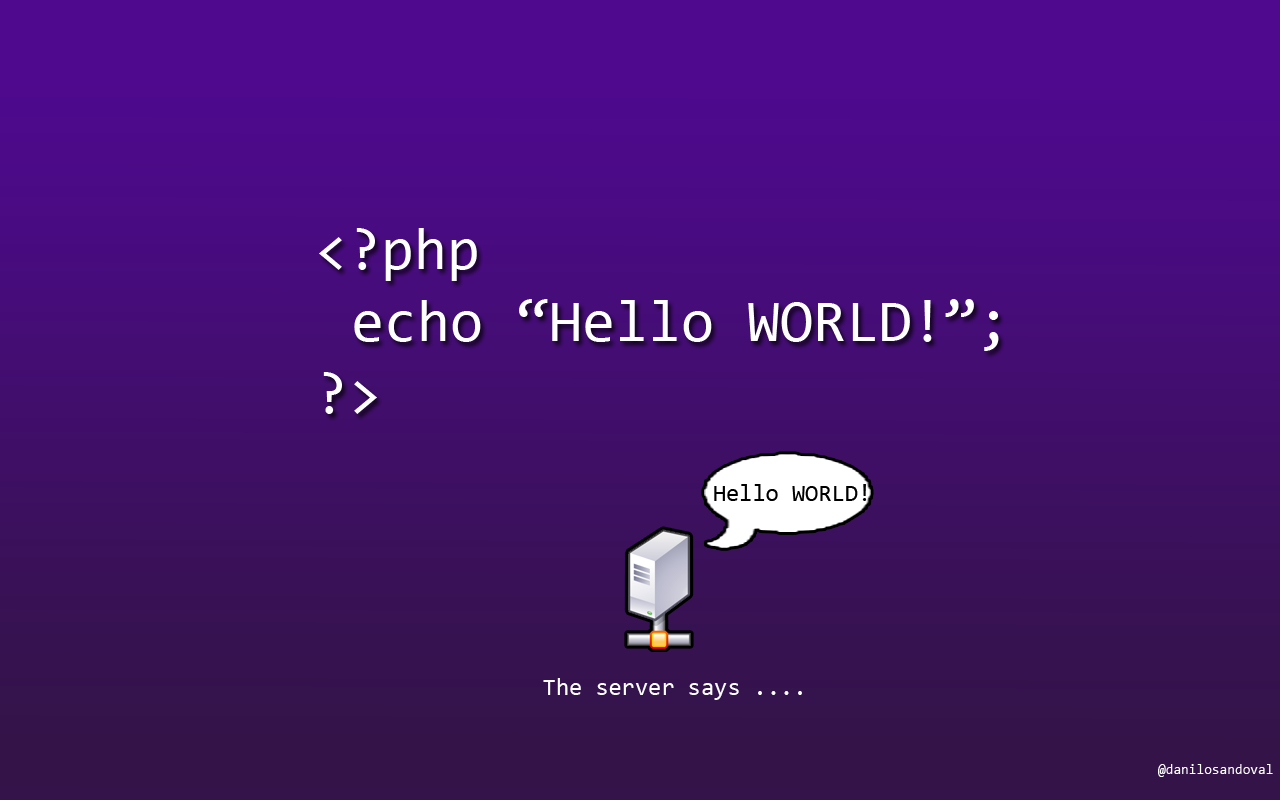 <?php
echo “Hello WORLD!”;
?>
Hello WORLD!
The server says ....
@danilosandoval